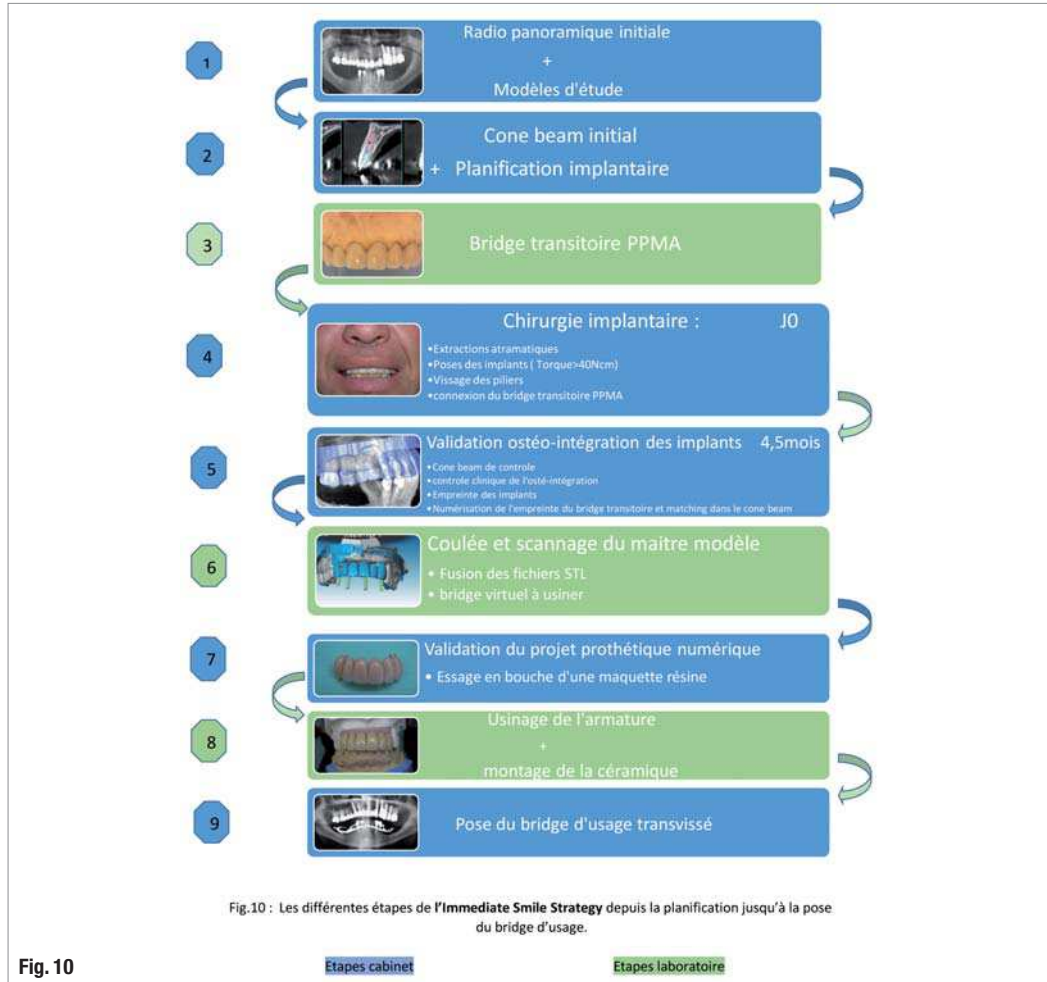 1
Radio panoramique initiale
+
Modèles d'étude
2
Cone beam initial
+ Planification implantaire
3
Bridge transitoire PPMA
4
Chirurgie implantaire : J0
•Extractions atramatiques
•Poses des implants ( Torque>40Ncm)
•Vissage des piliers
•connexion du bridge transitoire PPMA
5
Validation ostéo-intégration des implants 4,5mois
•Cone beam de controle
•controle clinique de l'osté-intégration
•Empreinte des implants
•Numérisation de l'empreinte du bridge transitoire et matching dans le cone beam
6
Coulée et scannage du maitre modèle
• Fusion des fichiers STL
• bridge virtuel à usiner
7
Validation du projet prothétique numérique
• Essage en bouche d'une maquette résine
8
Usinage de l'armature
+
montage de la céramique
9
Pose du bridge d'usage transvissé
Fig.10 : Les différentes étapes de l'Immediate Smile Strategy depuis la planification jusqu'à la pose
du bridge d'usage.
Fig. 10
Etapes cabinet Etapes laboratoire